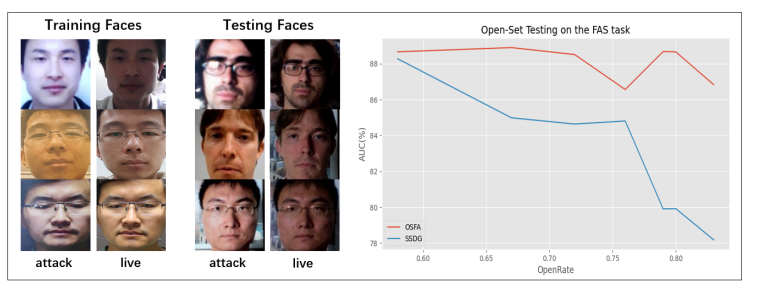 Training Faces
Testing Faces
attack
live
attack
live
Open-Set Testing on the FAS task
AUC(%)
88
86
84
82
80
78
OSFA
SSDG
0.60
0.65
0.70
0.75
0.80
OpenRate